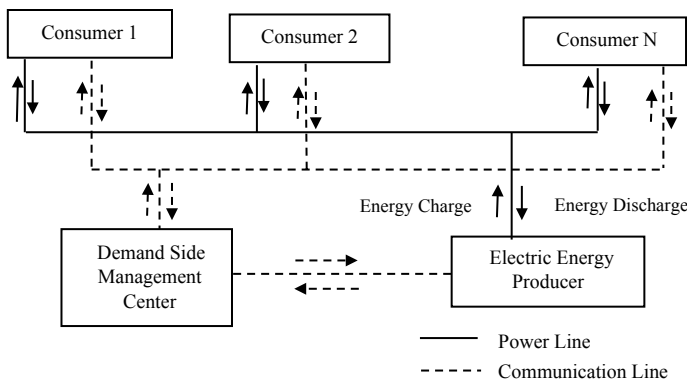 Consumer 1
Consumer 2
Consumer N
Energy Charge
Energy Discharge
Demand Side
Management
Center
Electric Energy
Producer
Power Line
Communication Line